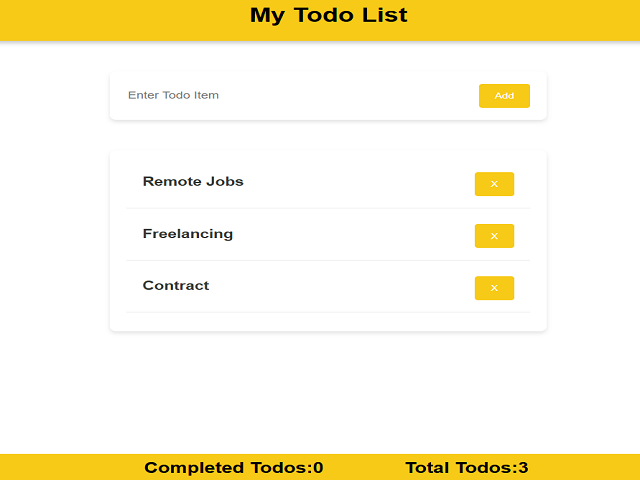 My Todo List
Enter Todo Item
Add
Remote Jobs
X
Freelancing
X
Contract
X
Completed Todos:0
Total Todos:3